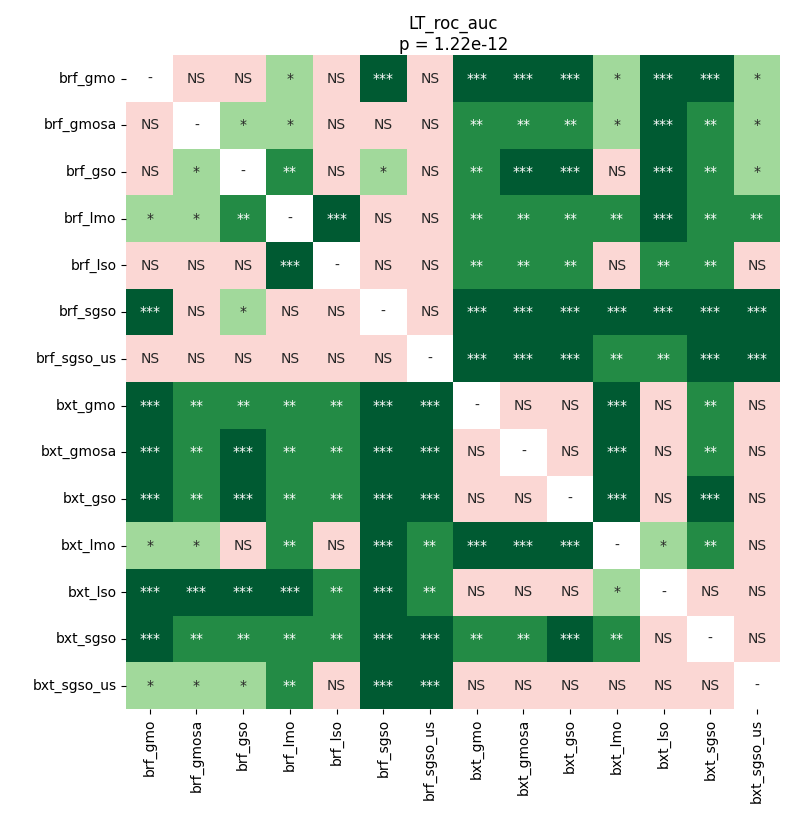 LT_roc_auc
p = 1.22e-12
brf_gmo - NS NS * NS *** NS *** *** *** * *** *** *
brf_gmosa NS - * * NS NS NS ** ** ** * *** ** *
brf_gso NS * - ** NS * NS ** *** *** NS *** ** *
brf_lmo * * ** - *** NS NS ** ** ** ** *** ** **
brf_lso NS NS NS *** - NS NS ** ** ** NS ** ** NS
brf_sgso *** NS * NS NS - NS *** *** *** *** *** *** ***
brf_sgso_us NS NS NS NS NS NS - *** *** *** ** ** *** ***
bxt_gmo *** ** ** ** ** *** *** - NS NS *** NS ** NS
bxt_gmosa *** ** *** ** ** *** *** NS - NS *** NS ** NS
bxt_gso *** ** *** ** ** *** *** NS NS - *** NS *** NS
bxt_lmo * * NS ** NS *** ** *** *** *** - * ** NS
bxt_lso *** *** *** *** ** *** ** NS NS NS * - NS NS
bxt_sgso *** ** ** ** ** *** *** ** ** *** ** NS - NS
bxt_sgso_us * * * ** NS *** *** NS NS NS NS NS NS -
brf_gmo
brf_gmosa
brf_gso
brf_lmo
brf_lso
brf_sgso
brf_sgso_us
bxt_gmo
bxt_gmosa
bxt_gso
bxt_lmo
bxt_lso
bxt_sgso
bxt_sgso_us